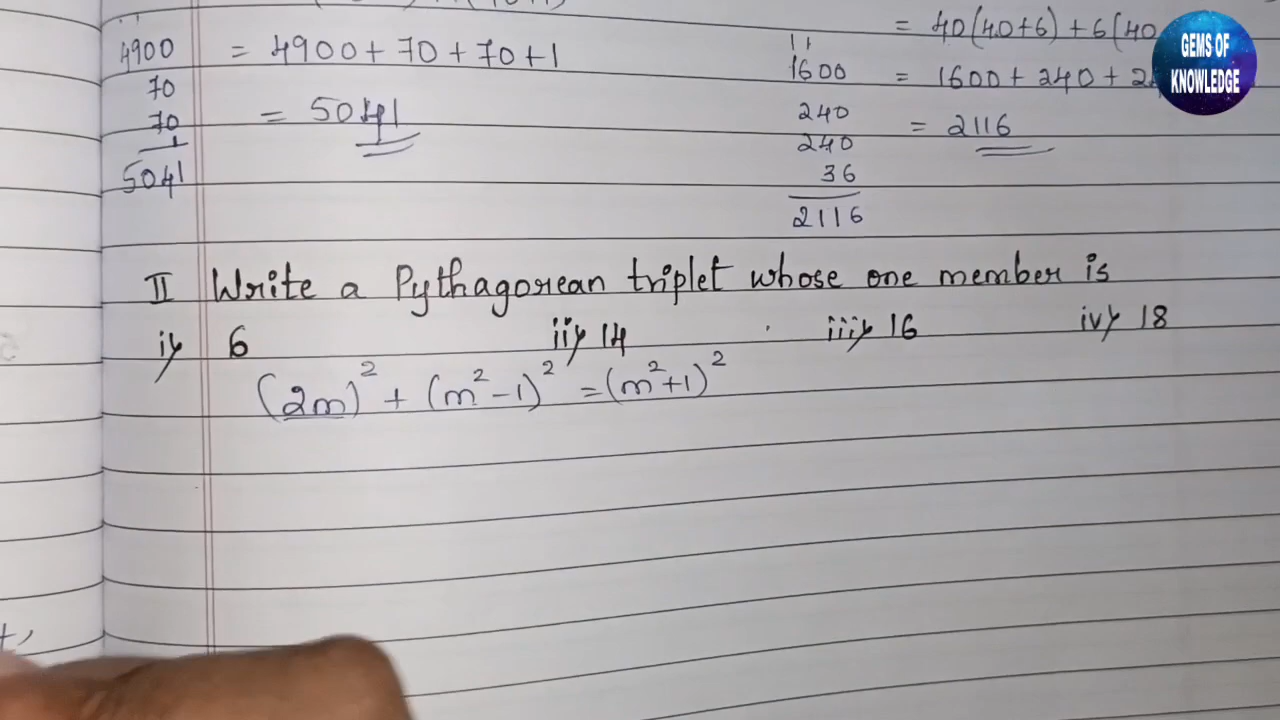 4900 = 4900 + 70 + 70 + 1
70
70
1
= 5041
5041
= 40(40+6) + 6(40
1600 = 1600 + 240 + 24
240
240
36
= 2116
2116
GEMS OF
KNOWLEDGE
II Write a Pythagorean triplet whose one member is
i) 6 ii) 14 iii) 16 iv) 18
(2m)² + (m² - 1)² = (m² + 1)²